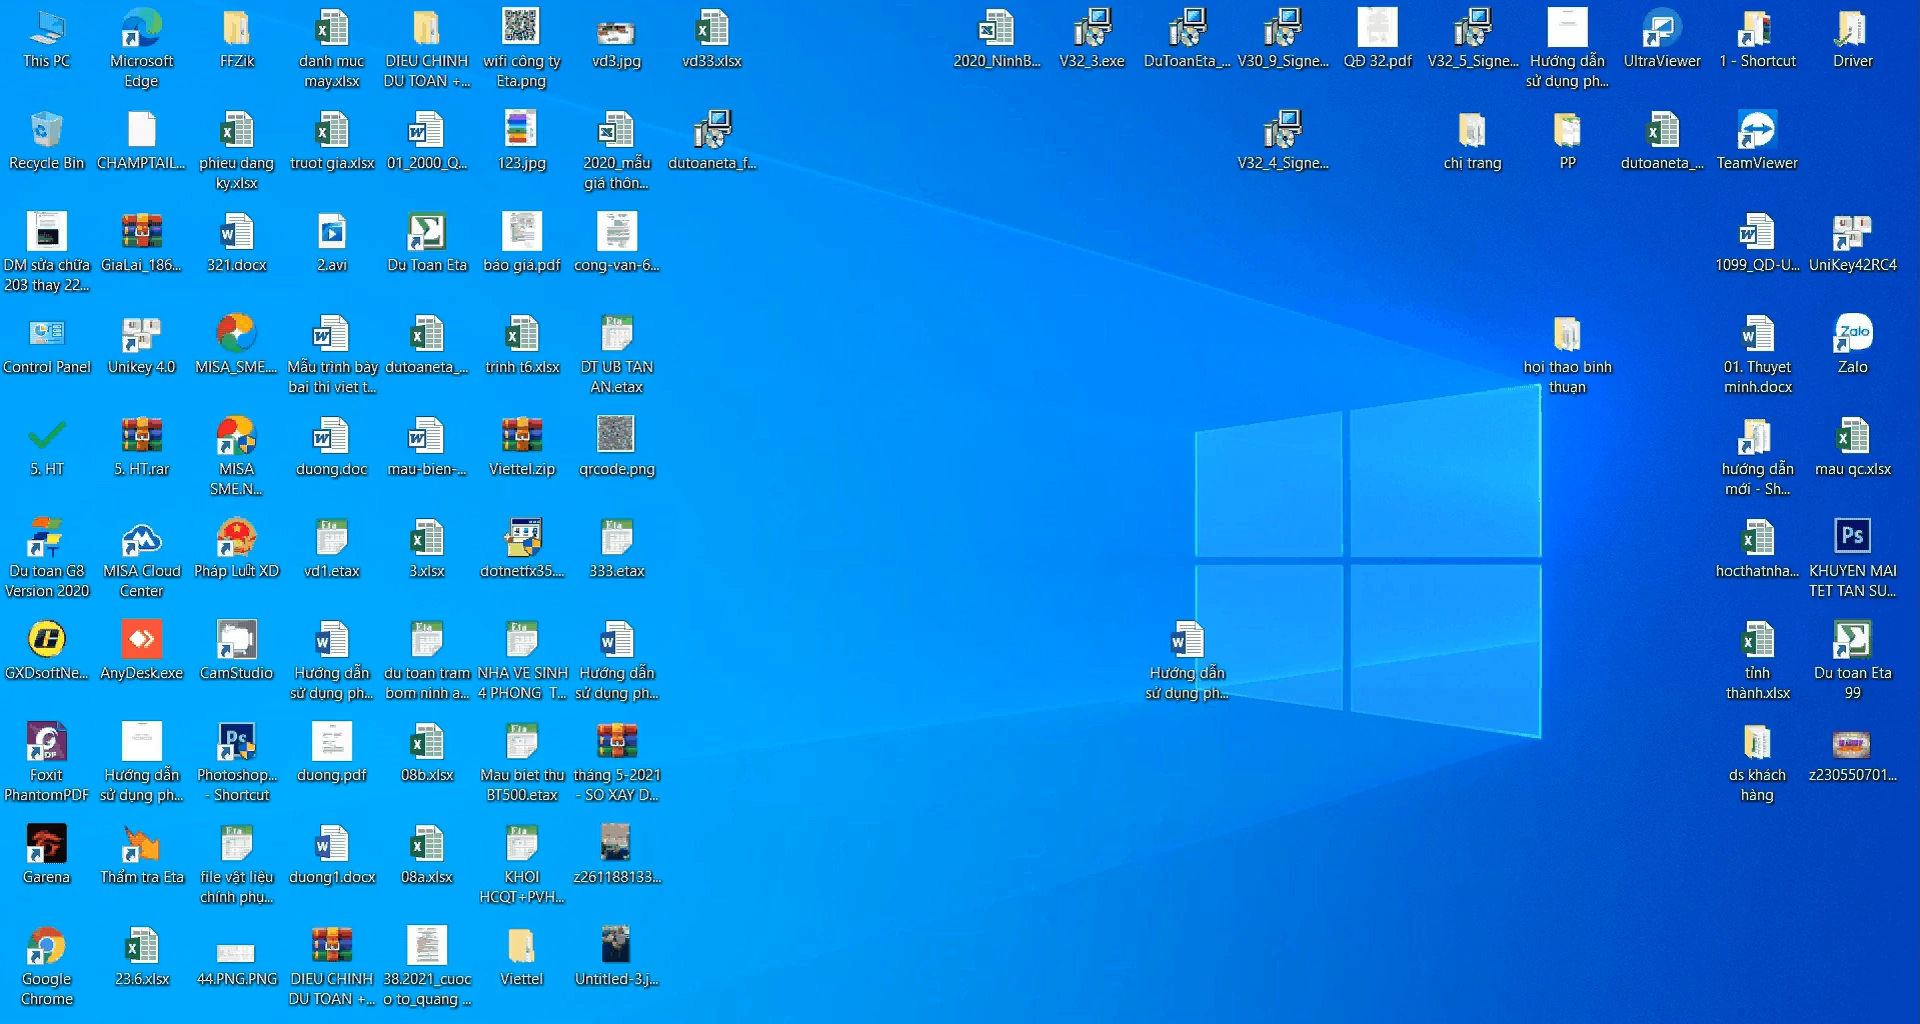 This PC
Microsoft
Edge
FFZik
danh muc
may.xlsx
DIEU CHINH
DU TOAN +...
wifi công ty
Eta.png
vd3.jpg
vd33.xlsx
2020_NinhB...
V32_3.exe
DuToanEta_...
V30_9_Signe...
QĐ 32.pdf
V32_5_Signe...
Hướng dẫn
sử dụng ph...
UltraViewer
1 - Shortcut
Driver
Recycle Bin
CHAMPTAIL...
phieu dang
ky.xlsx
truot gia.xlsx
01_2000_Q...
123.jpg
2020_mẫu
giá thôn...
dutoaneta_f...
V32_4_Signe...
chị trang
PP
dutoaneta_...
TeamViewer
DM sửa chữa
203 thay 22...
GiaLai_186...
321.docx
2.avi
Du Toan Eta
báo giá.pdf
cong-van-6...
1099_QD-U...
UniKey42RC4
Control Panel
Unikey 4.0
MISA_SME....
Mẫu trình bày
bai thi viet t...
dutoaneta_...
trinh t6.xlsx
DT UB TAN
AN.etax
họi thao binh
thuạn
01. Thuyet
minh.docx
Zalo
Zalo
5. HT
5. HT.rar
MISA
SME.N...
duong.doc
mau-bien-...
Viettel.zip
qrcode.png
hướng dẫn
mới - Sh...
mau qc.xlsx
Du toan G8
Version 2020
MISA Cloud
Center
Pháp Luật XD
vd1.etax
3.xlsx
dotnetfx35....
333.etax
hocthatnha...
Ps
KHUYEN MAI
TET TAN SU...
GXDsoftNe...
AnyDesk.exe
CamStudio
Hướng dẫn
sử dụng ph...
du toan tram
bom ninh a...
NHA VE SINH
4 PHONG T...
Hướng dẫn
sử dụng ph...
Hướng dẫn
sử dụng ph...
tỉnh
thành.xlsx
Du toan Eta
99
Foxit
PhantomPDF
Hướng dẫn
sử dụng ph...
Photoshop...
- Shortcut
duong.pdf
08b.xlsx
Mau biet thu
BT500.etax
tháng 5-2021
- SO XAY D...
ds khách
hàng
z230550701...
Garena
Thẩm tra Eta
file vật liệu
chính phụ...
duong1.docx
08a.xlsx
KHOI
HCQT+PVH...
z261188133...
Google
Chrome
23.6.xlsx
44.PNG.PNG
DIEU CHINH
DU TOAN +...
38.2021_cuoc
o to_quang ...
Viettel
Untitled-3.j...